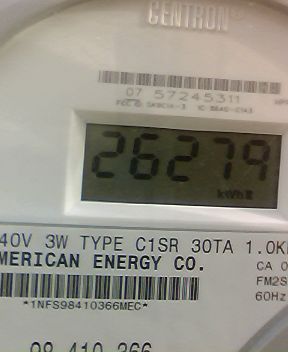 CENTRON®
07 57245311
26279
kWh
40V 3W TYPE C1SR 30TA 1.0K
MERICAN ENERGY CO.
CA 0
FM2S
60Hz
*1NFS98410366MEC*
98 410 366